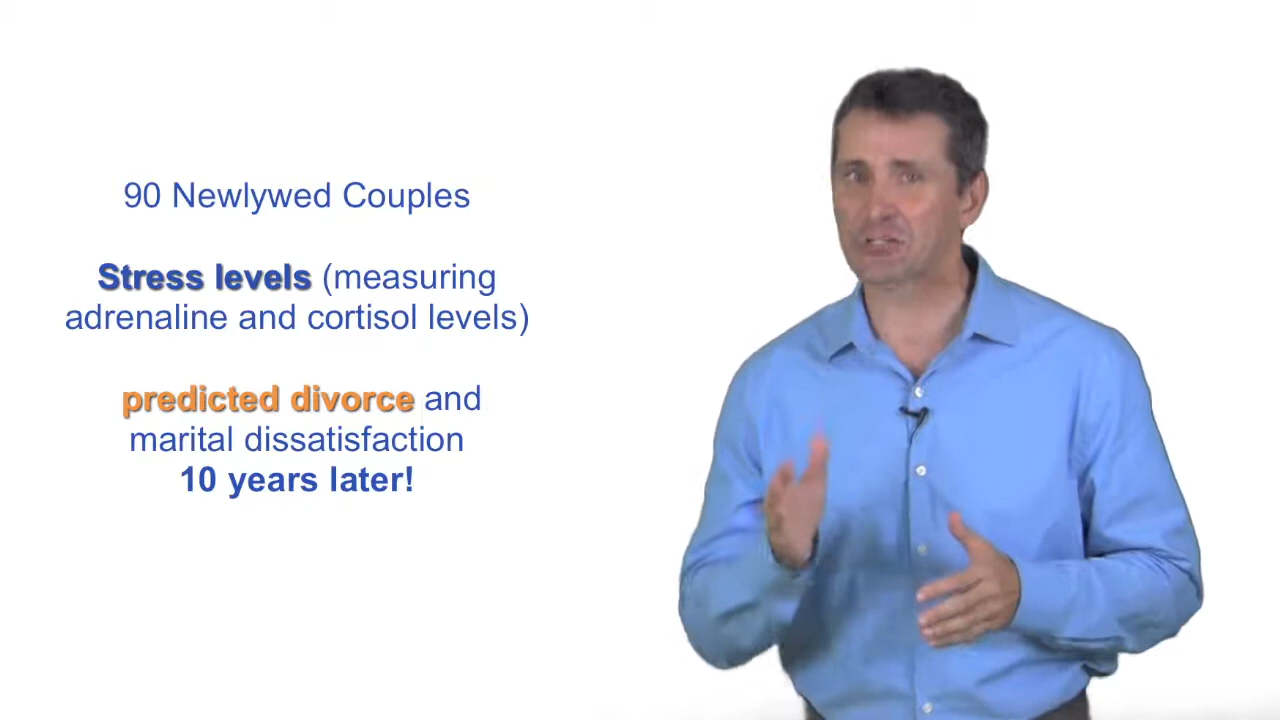 90 Newlywed Couples
Stress levels (measuring
adrenaline and cortisol levels)
predicted divorce and
marital dissatisfaction
10 years later!